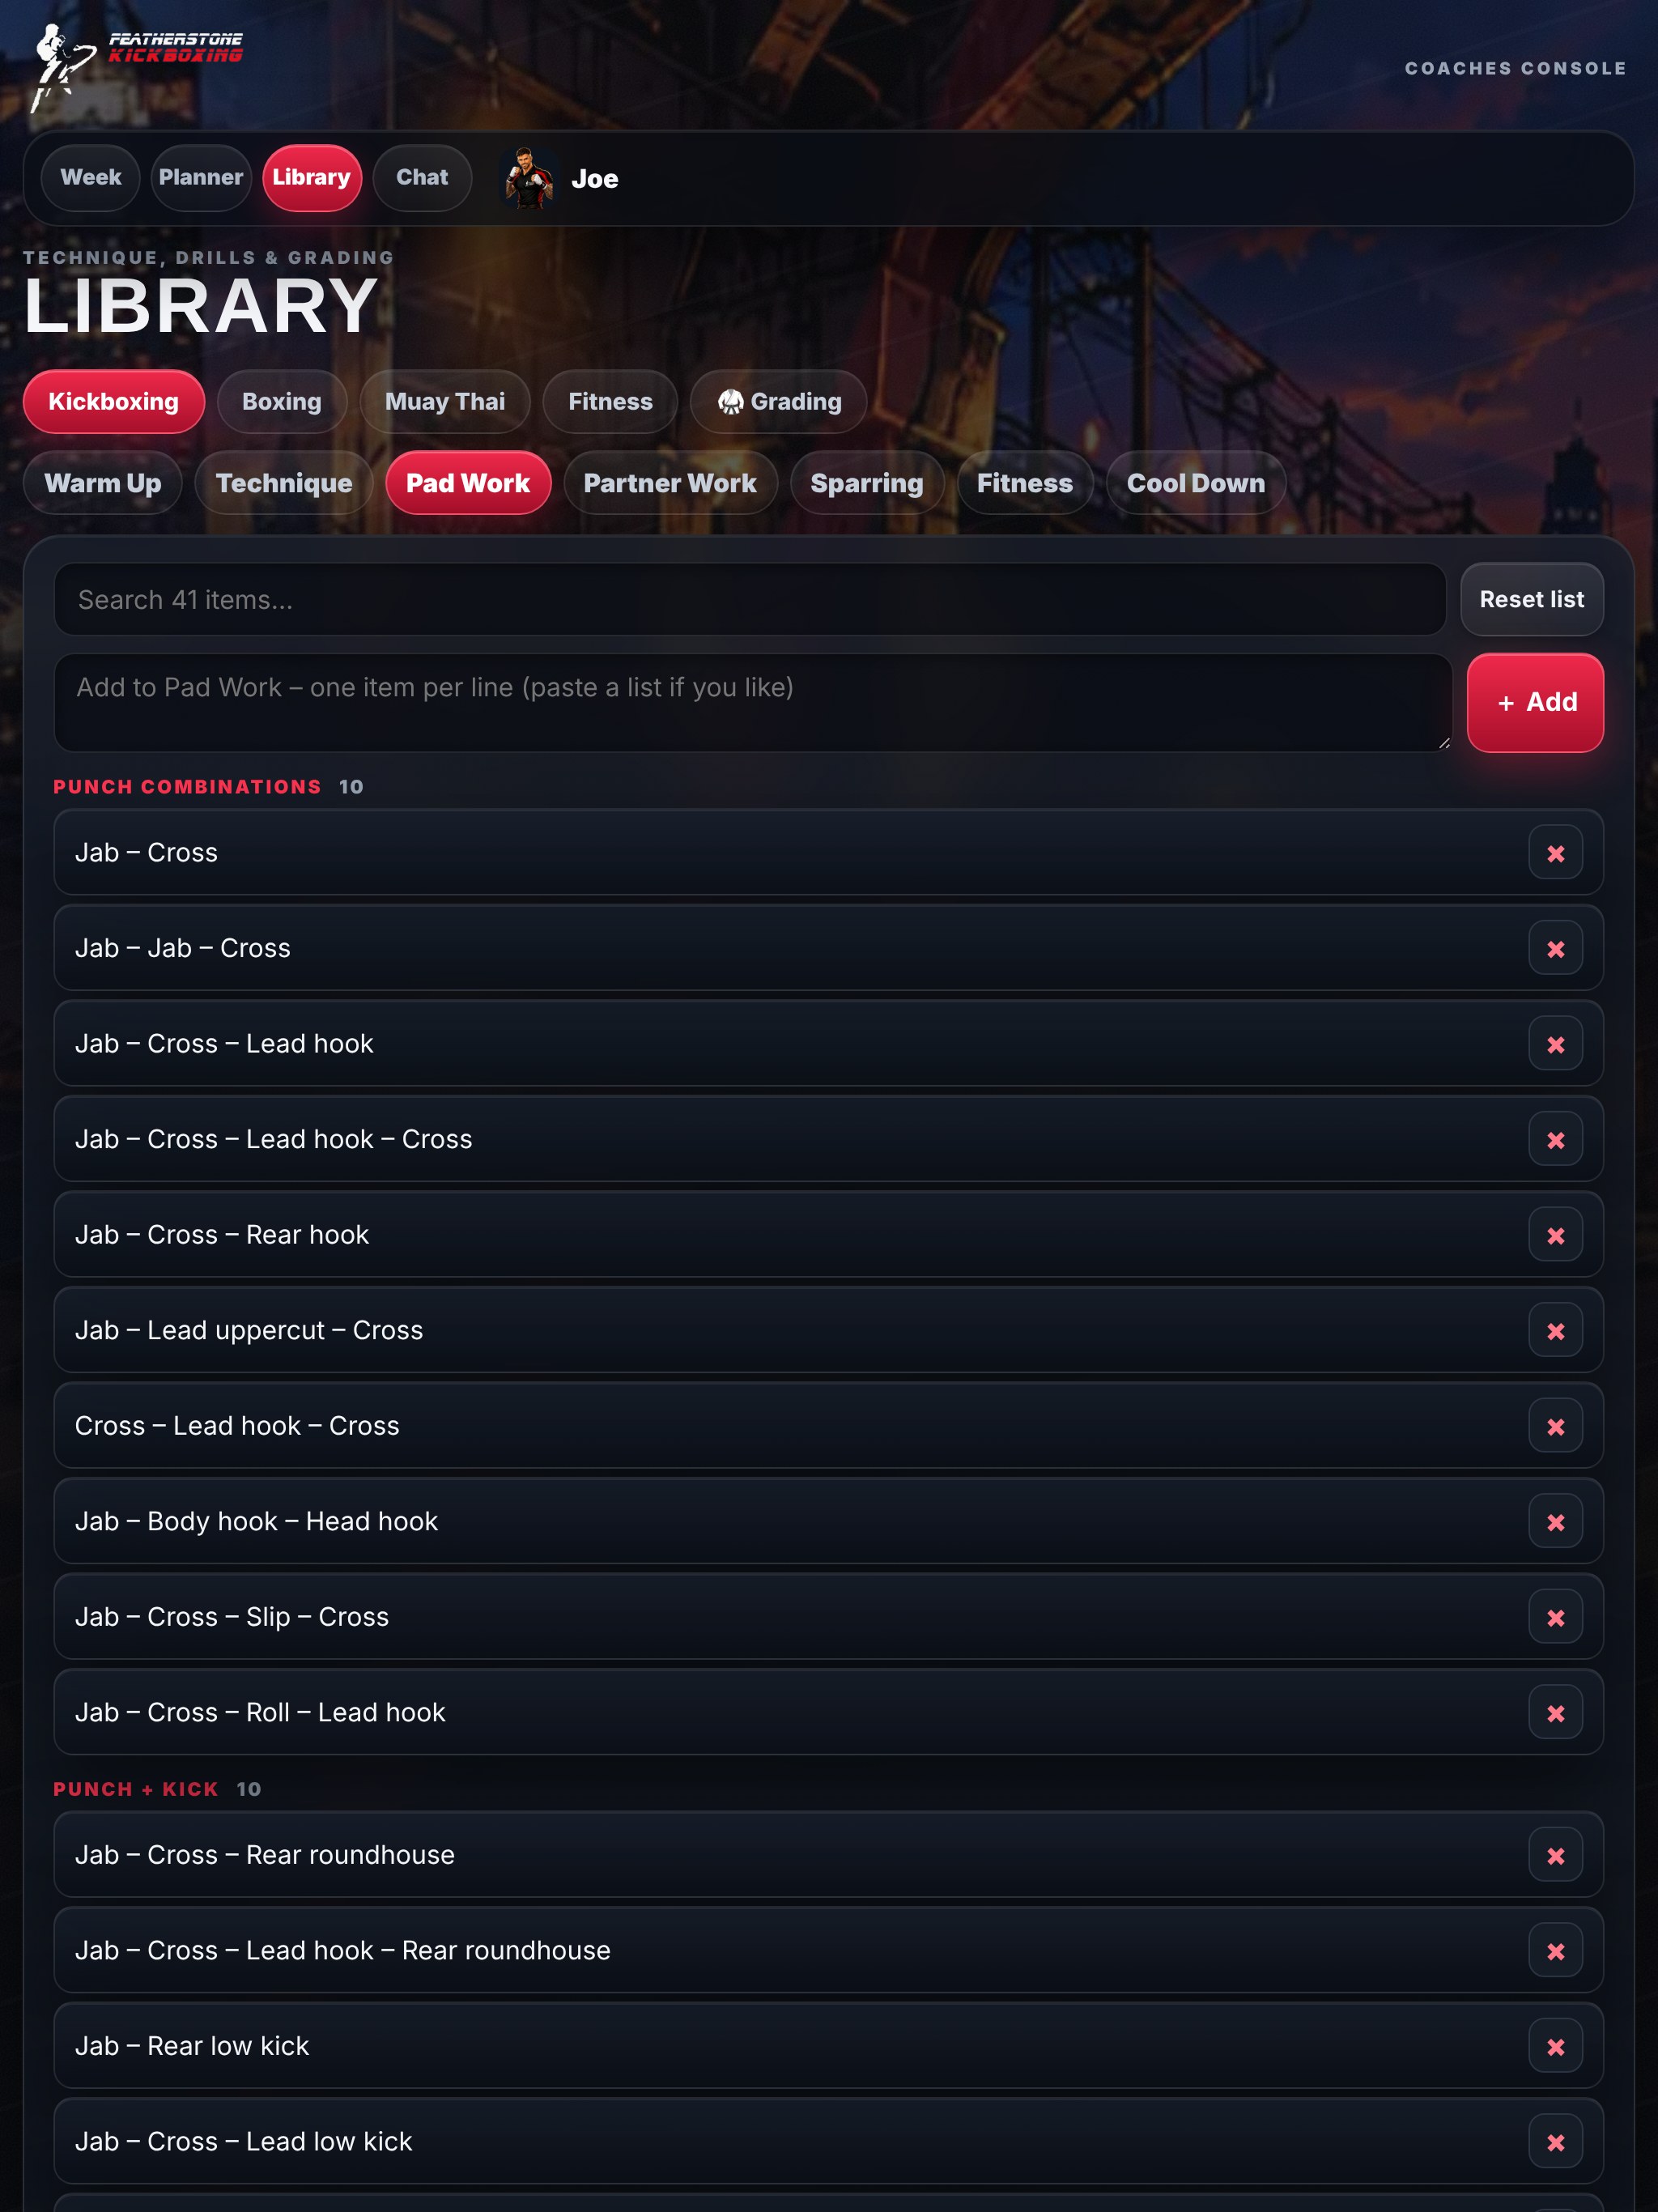 FEATHERSTONE
KICKBOXING
COACHES CONSOLE
Week Planner Library Chat Joe
TECHNIQUE, DRILLS & GRADING
LIBRARY
Kickboxing Boxing Muay Thai Fitness 🥋 Grading
Warm Up Technique Pad Work Partner Work Sparring Fitness Cool Down
Search 41 items...
Reset list
Add to Pad Work – one item per line (paste a list if you like)
+ Add
PUNCH COMBINATIONS 10
Jab – Cross
Jab – Jab – Cross
Jab – Cross – Lead hook
Jab – Cross – Lead hook – Cross
Jab – Cross – Rear hook
Jab – Lead uppercut – Cross
Cross – Lead hook – Cross
Jab – Body hook – Head hook
Jab – Cross – Slip – Cross
Jab – Cross – Roll – Lead hook
PUNCH + KICK 10
Jab – Cross – Rear roundhouse
Jab – Cross – Lead hook – Rear roundhouse
Jab – Rear low kick
Jab – Cross – Lead low kick